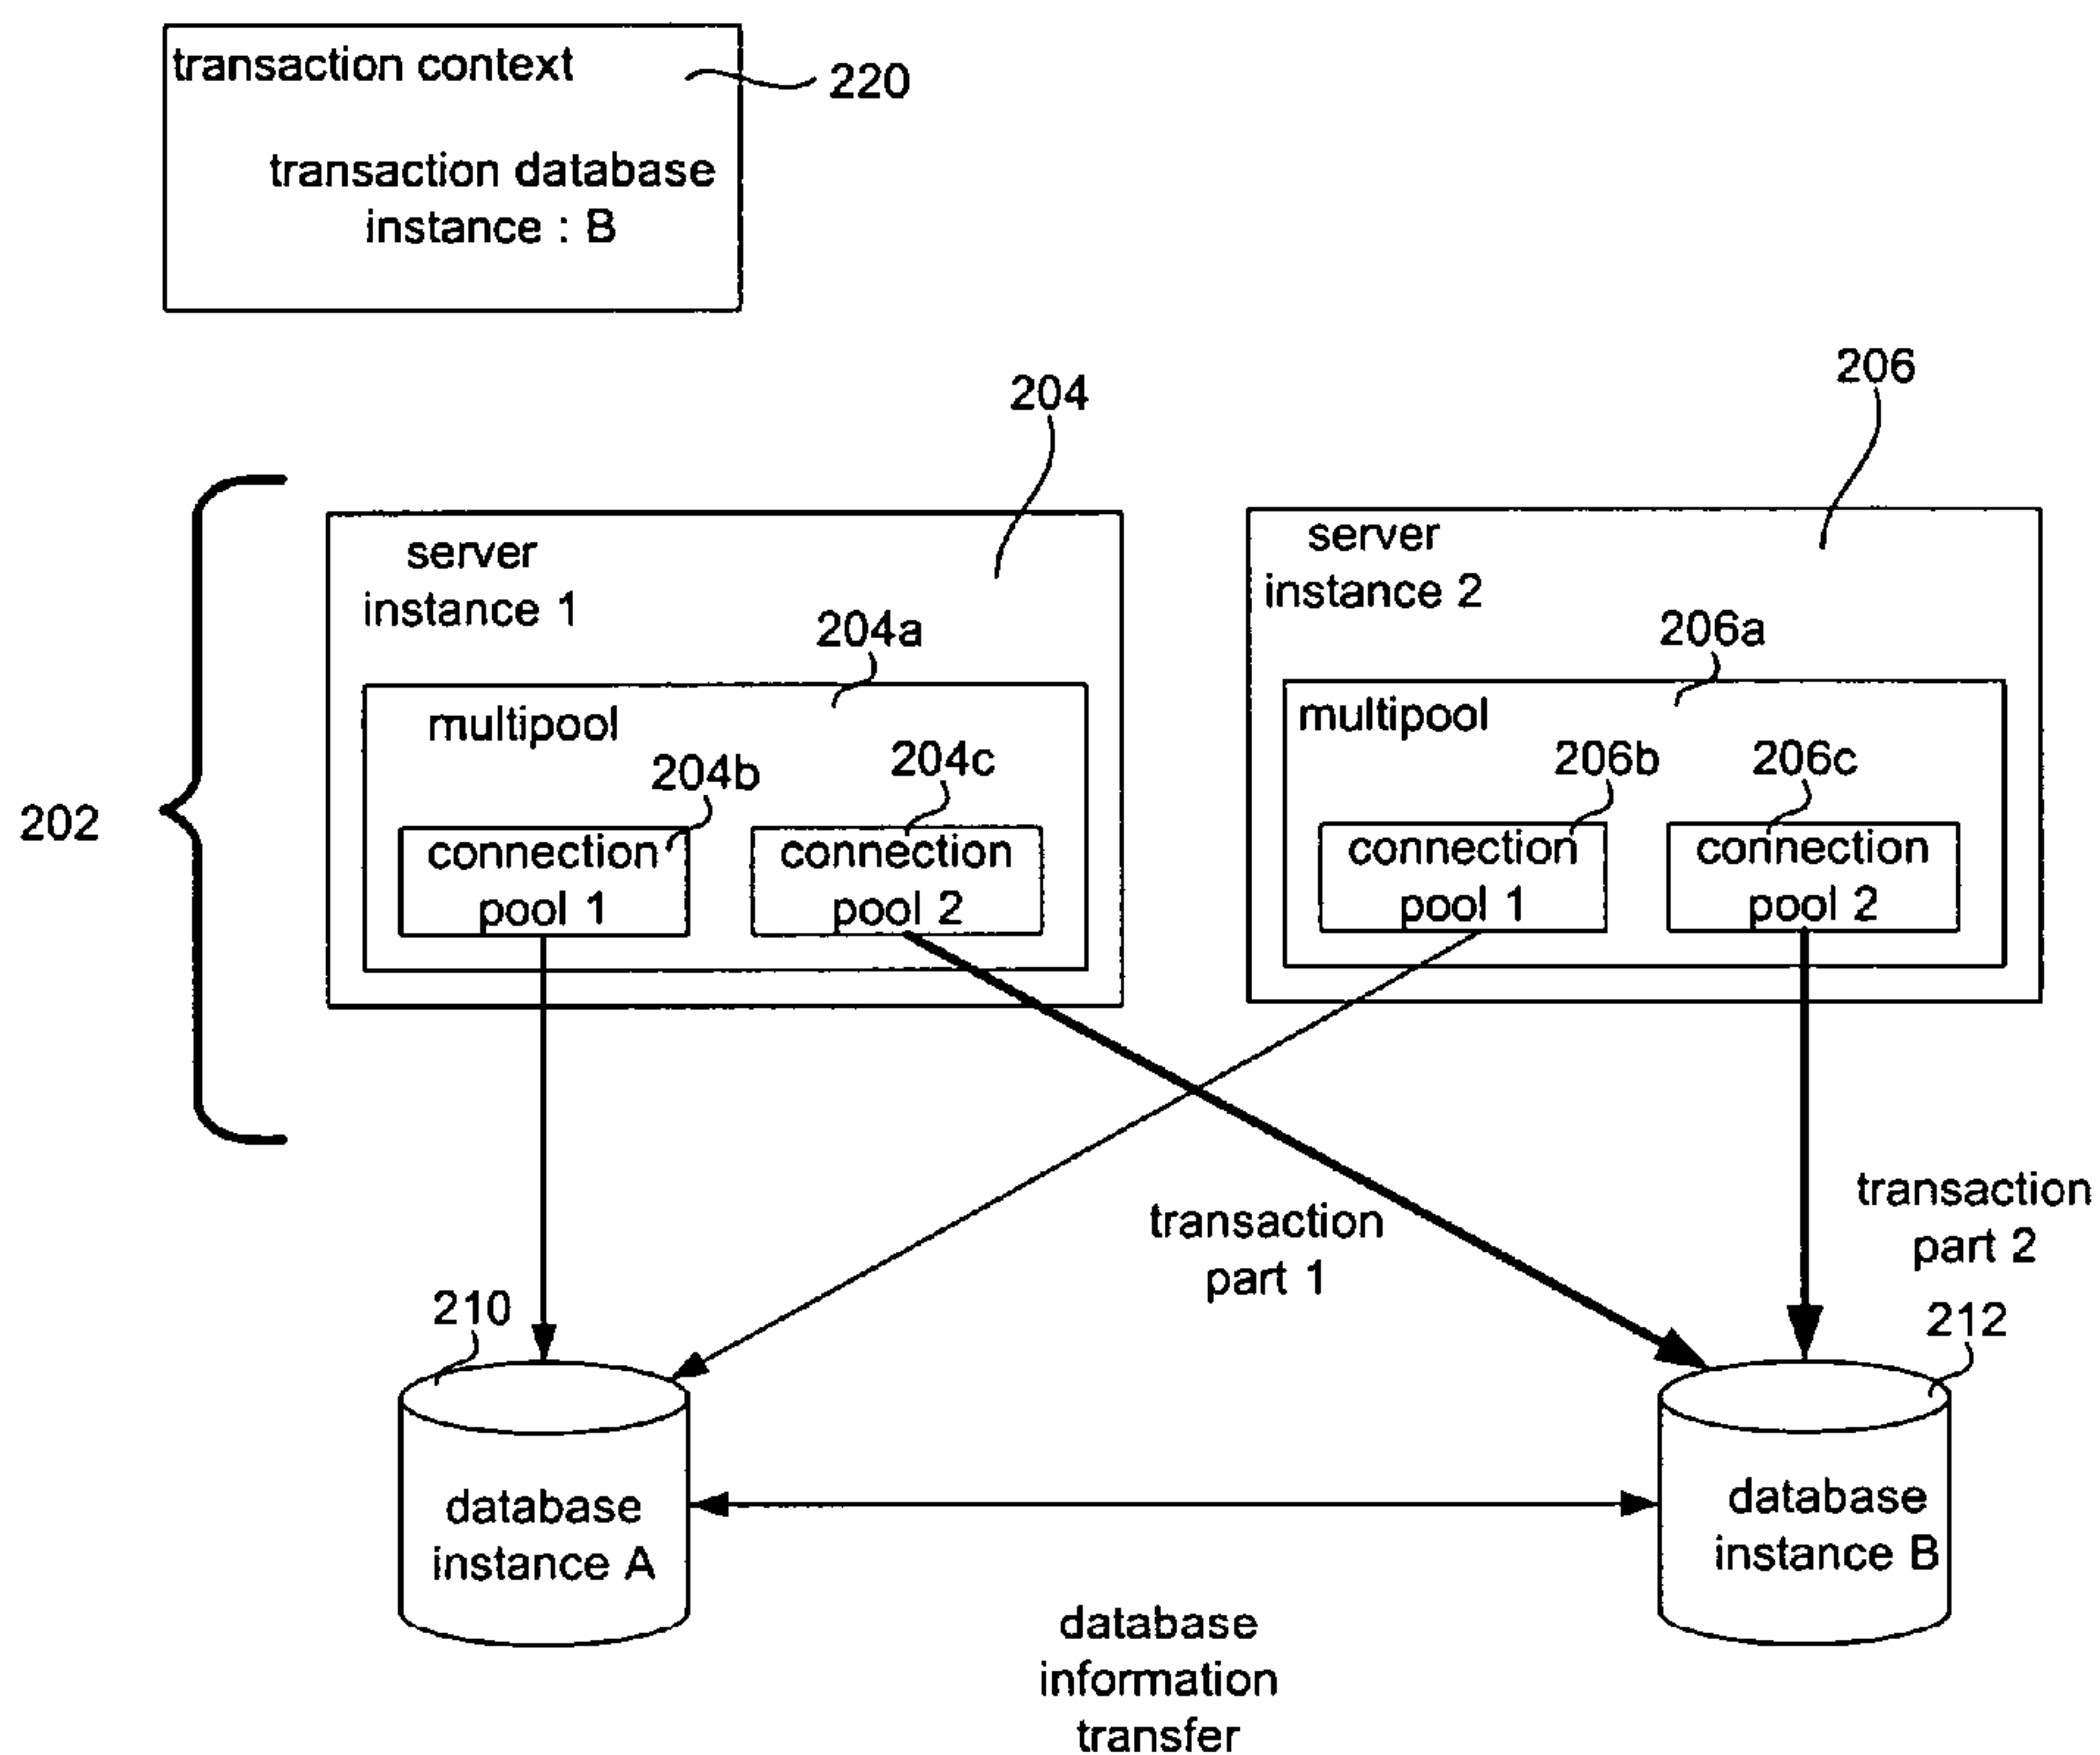 transaction context
220
transaction database
instance : B
204
206
server
instance 1
server
instance 2
204a
206a
multipool
multipool
204b
204c
206b
206c
202
connection
pool 1
connection
pool 2
connection
pool 1
connection
pool 2
transaction
part 1
transaction
part 2
210
212
database
instance A
database
instance B
database
information
transfer